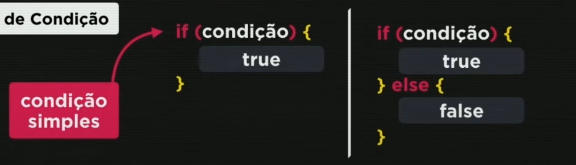 de Condição
if (condição) {
true
}
condição
simples
if (condição) {
true
} else {
false
}